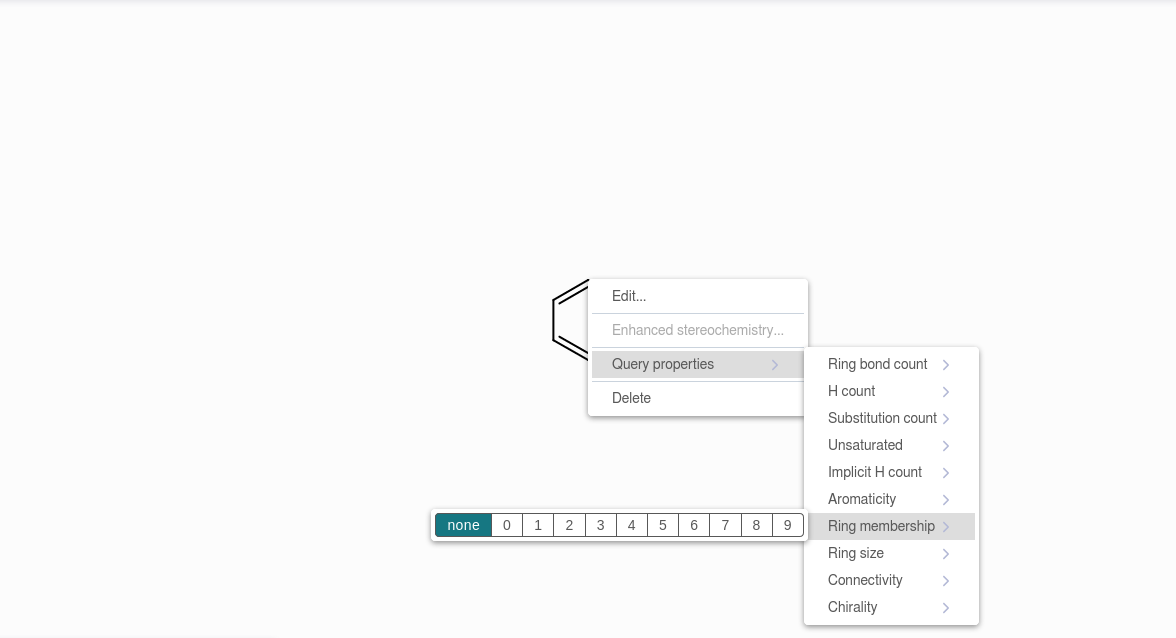 Edit...
Enhanced stereochemistry...
Query properties
Delete
Ring bond count
H count
Substitution count
Unsaturated
Implicit H count
Aromaticity
Ring membership
none 0 1 2 3 4 5 6 7 8 9
Ring size
Connectivity
Chirality